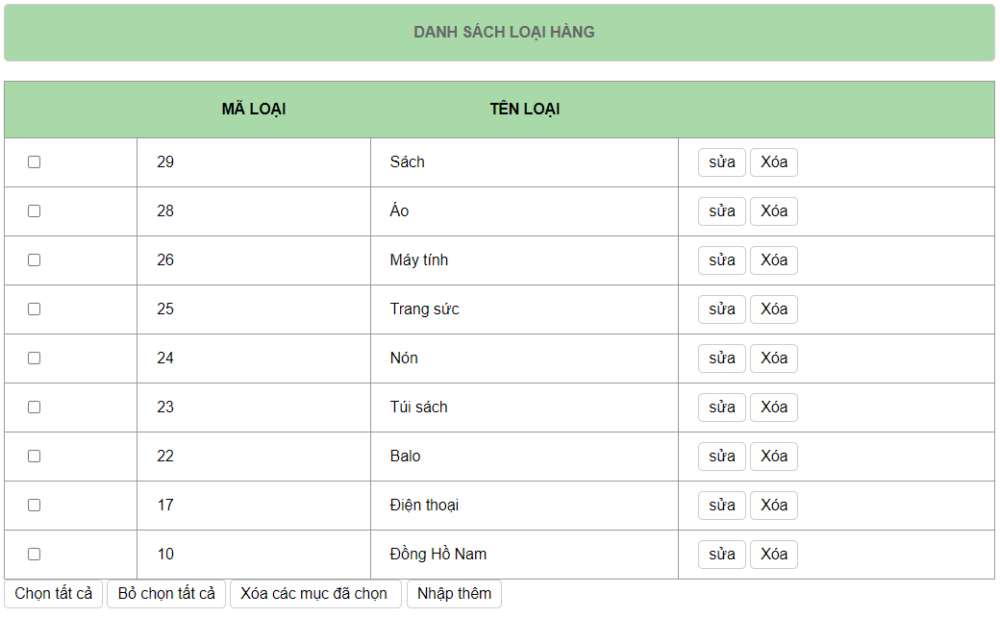 DANH SÁCH LOẠI HÀNG
MÃ LOẠI TÊN LOẠI
29 Sách sửa Xóa
28 Áo sửa Xóa
26 Máy tính sửa Xóa
25 Trang sức sửa Xóa
24 Nón sửa Xóa
23 Túi sách sửa Xóa
22 Balo sửa Xóa
17 Điện thoại sửa Xóa
10 Đồng Hồ Nam sửa Xóa
Chọn tất cả Bỏ chọn tất cả Xóa các mục đã chọn Nhập thêm